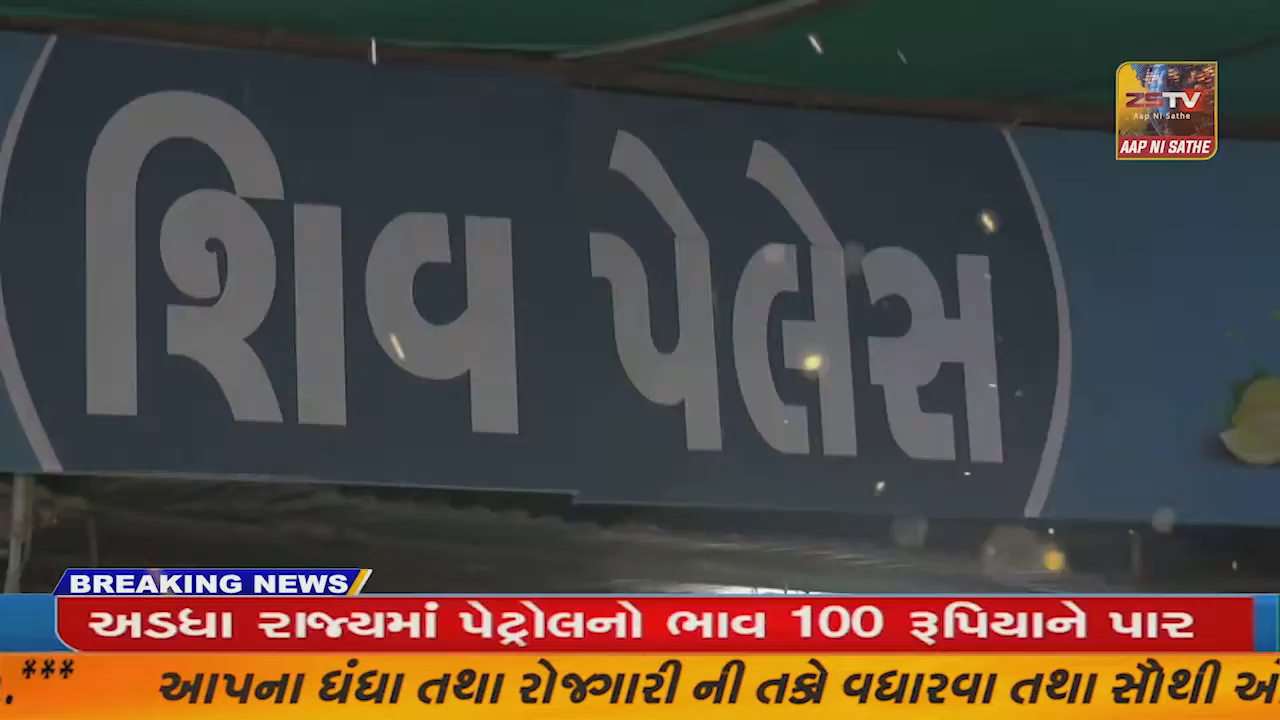 શિવ પેલેસ
ZSTV
Aap Ni Sathe
AAP NI SATHE
BREAKING NEWS
અડધા રાજ્યમાં પેટ્રોલનો ભાવ 100 રૂપિયાને પાર
.*** આપના ધંધા તથા રોજગારી ની તકો વધારવા તથા સૌથી